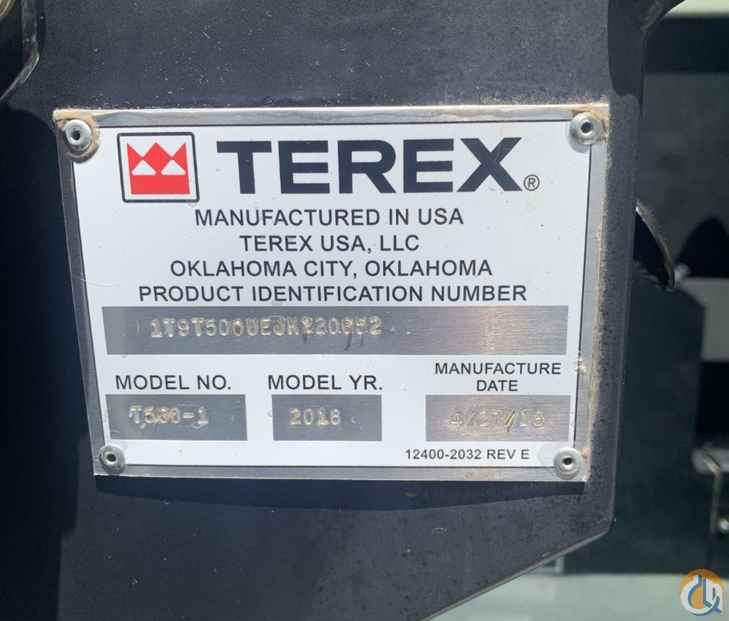 TEREX®
MANUFACTURED IN USA
TEREX USA, LLC
OKLAHOMA CITY, OKLAHOMA
PRODUCT IDENTIFICATION NUMBER
MODEL NO. MODEL YR. MANUFACTURE DATE
2018
12400-2032 REV E